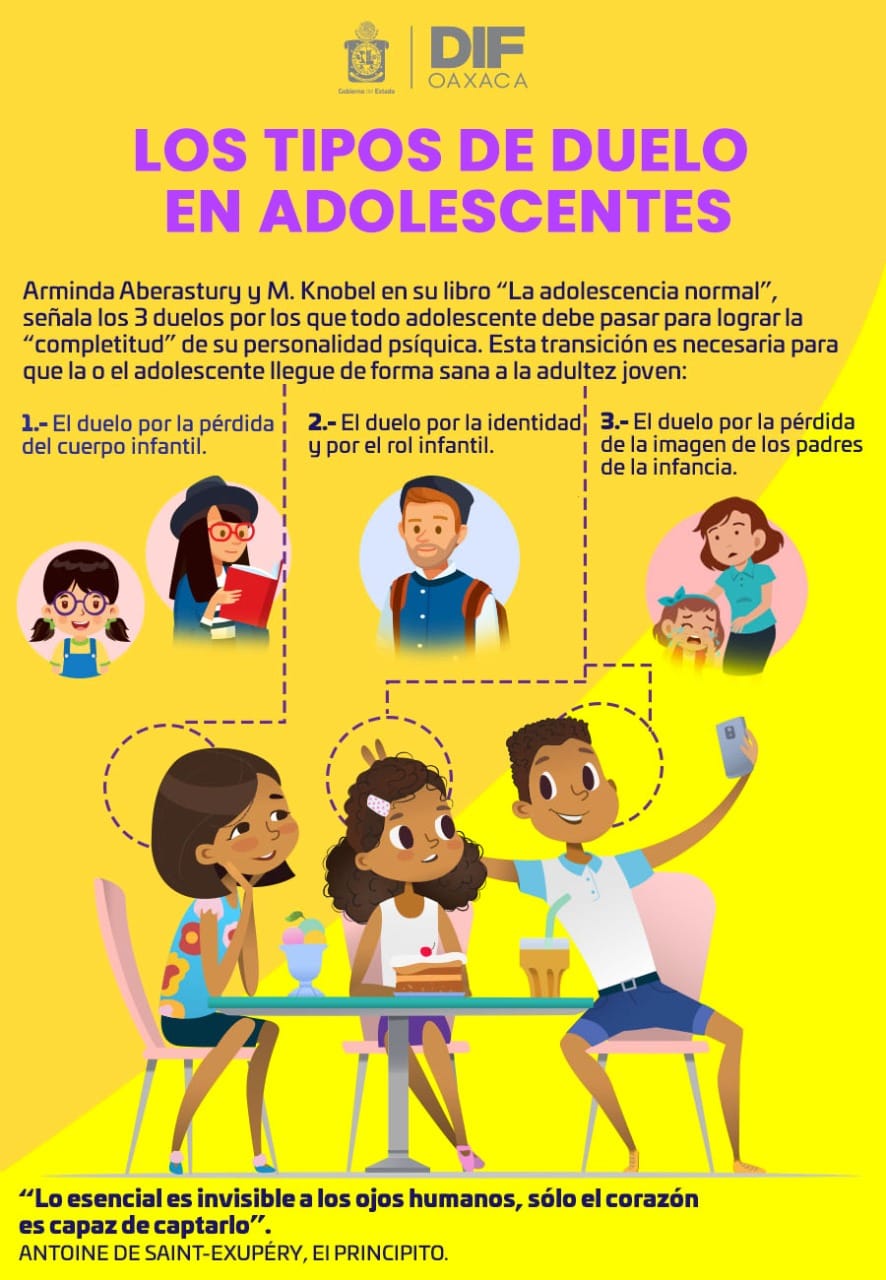 Gobierno del Estado
DIF
OAXACA
LOS TIPOS DE DUELO
EN ADOLESCENTES
Arminda Aberastury y M. Knobel en su libro “La adolescencia normal”,
señala los 3 duelos por los que todo adolescente debe pasar para lograr la
“completitud” de su personalidad psíquica. Esta transición es necesaria para
que la o el adolescente llegue de forma sana a la adultez joven:
1.- El duelo por la pérdida
del cuerpo infantil.
2.- El duelo por la identidad
y por el rol infantil.
3.- El duelo por la pérdida
de la imagen de los padres
de la infancia.
“Lo esencial es invisible a los ojos humanos, sólo el corazón
es capaz de captarlo”.
ANTOINE DE SAINT-EXUPÉRY, El PRINCIPITO.